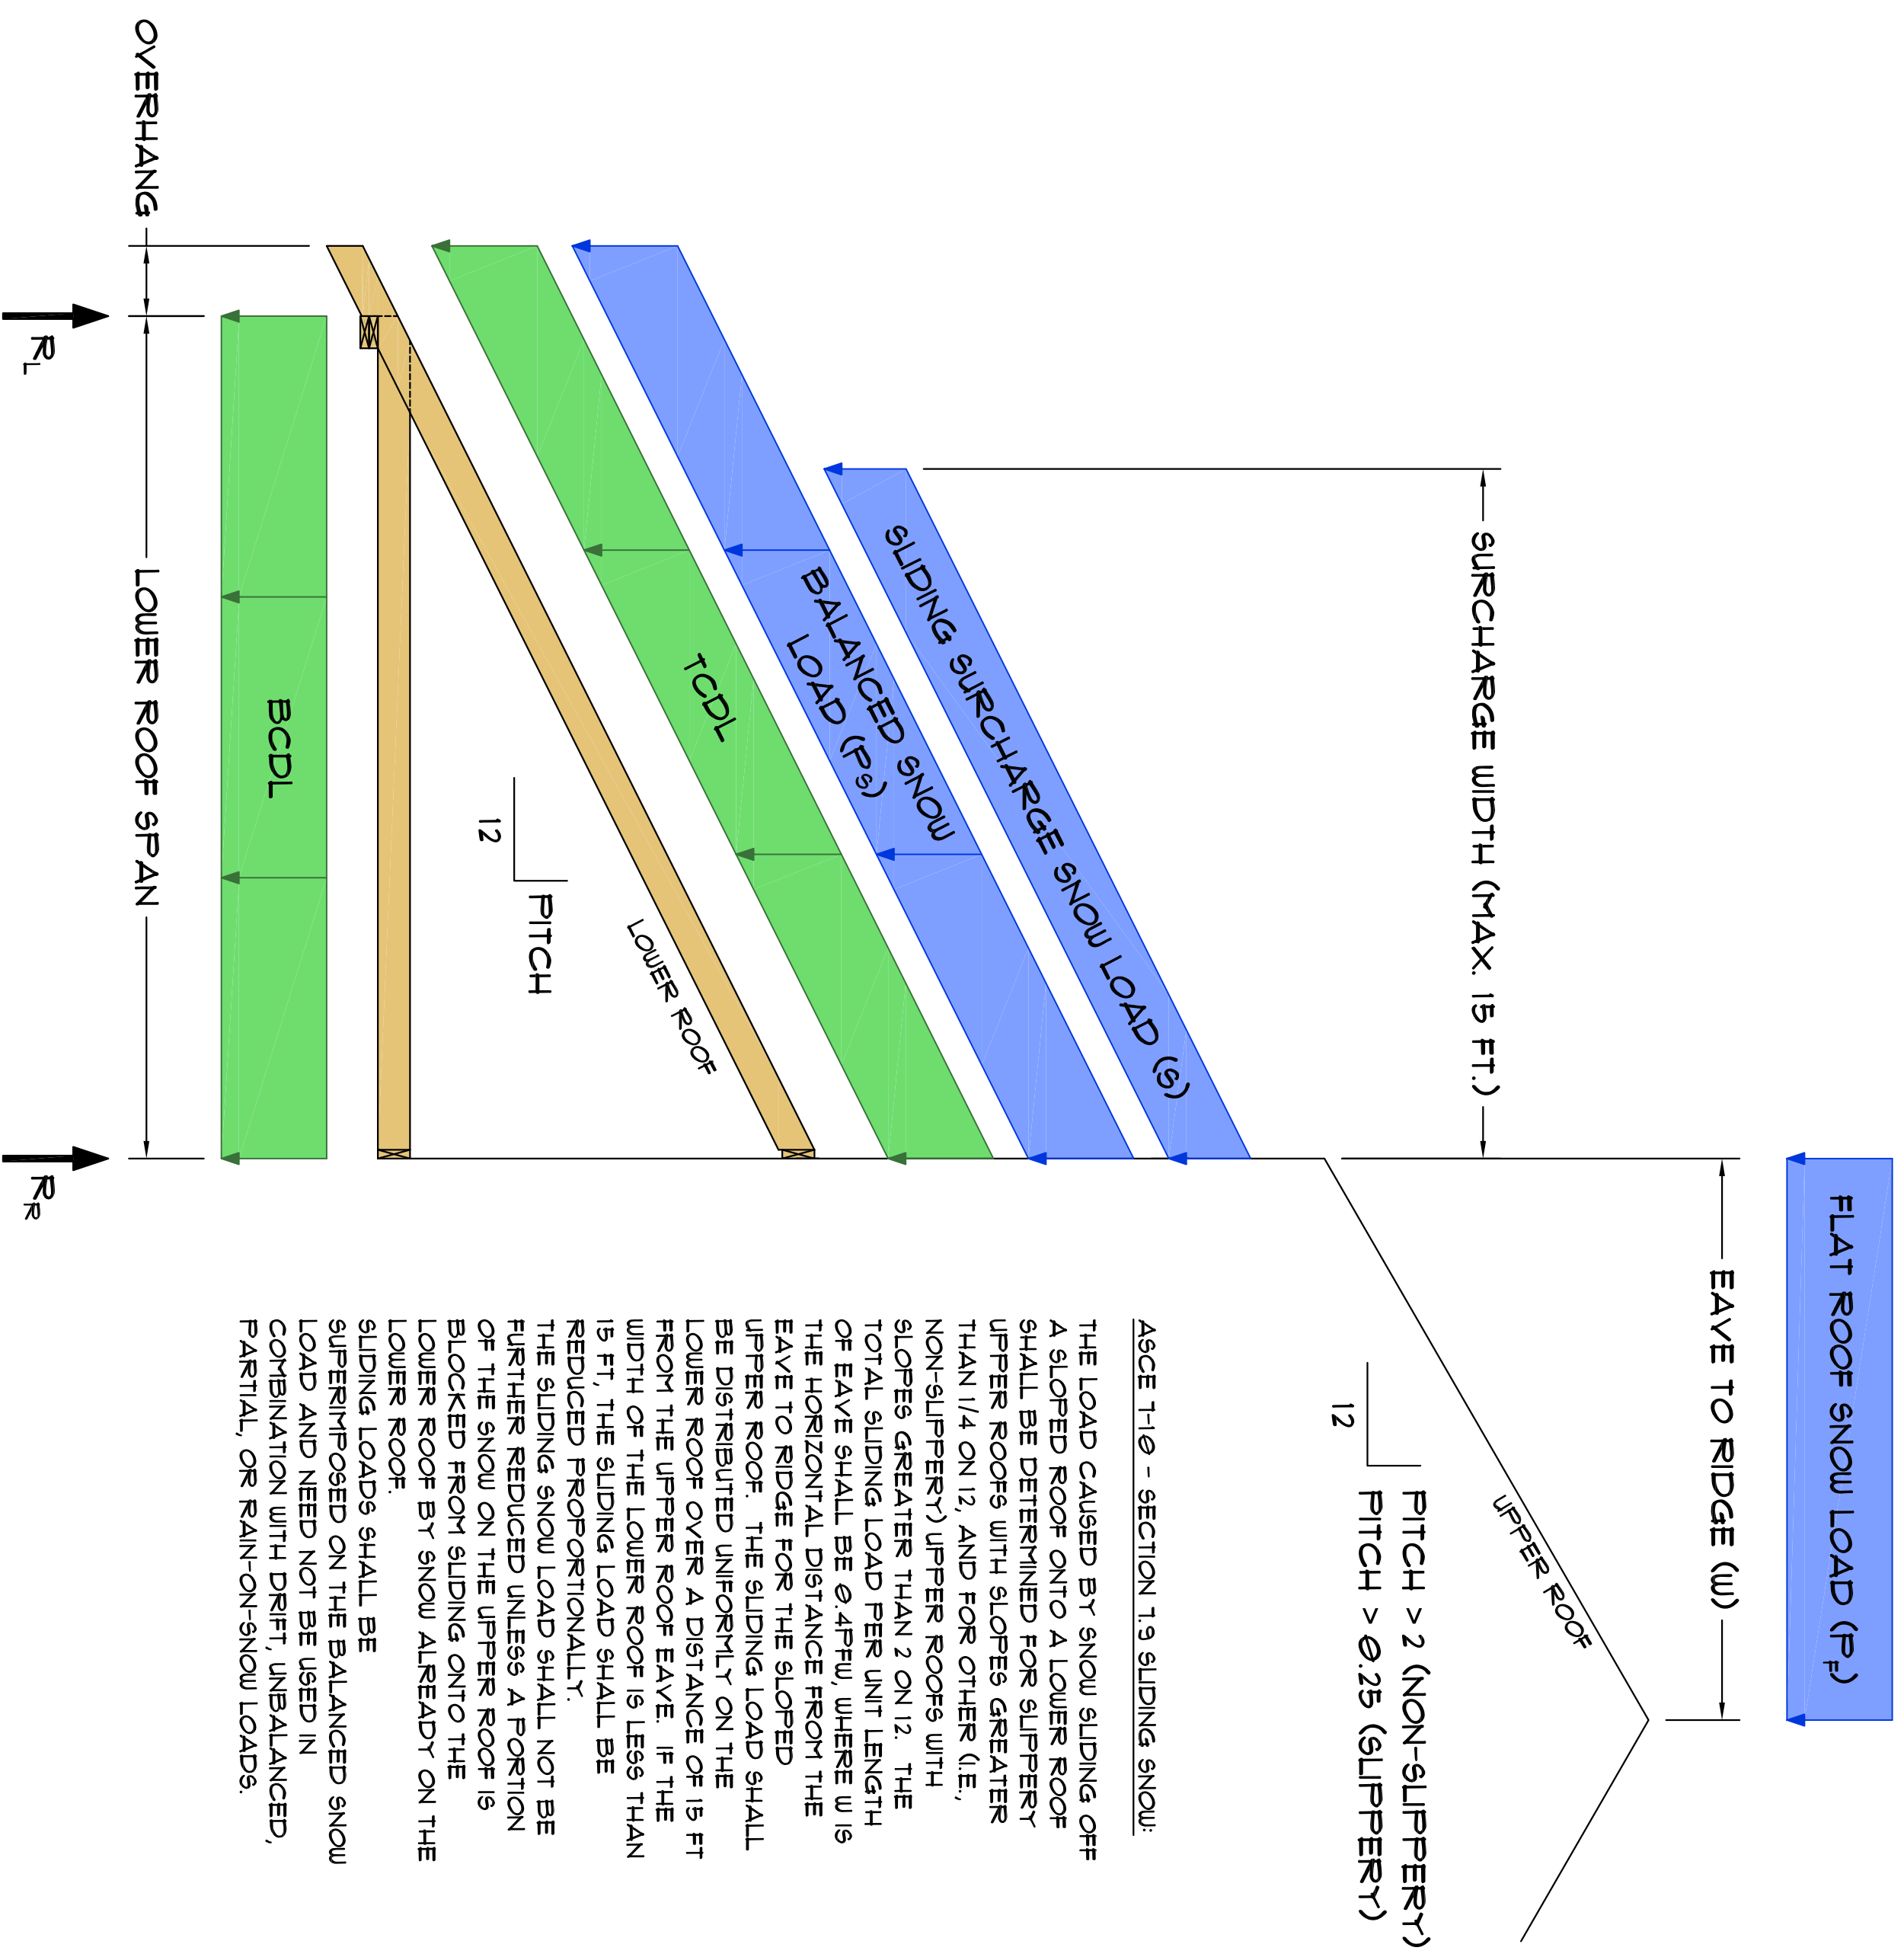 FLAT ROOF SNOW LOAD (PF)
EAVE TO RIDGE (W)
SURCHARGE WIDTH (MAX. 15 FT.)
UPPER ROOF
PITCH > 2 (NON-SLIPPERY)
PITCH > 0.25 (SLIPPERY)
12
SLIDING SURCHARGE SNOW LOAD (S)
BALANCED SNOW
LOAD (PS)
TCDL
LOWER ROOF
PITCH
12
BCDL
OVERHANG
LOWER ROOF SPAN
RL
RR
ASCE 7-10 - SECTION 7.9 SLIDING SNOW:
THE LOAD CAUSED BY SNOW SLIDING OFF
A SLOPED ROOF ONTO A LOWER ROOF
SHALL BE DETERMINED FOR SLIPPERY
UPPER ROOFS WITH SLOPES GREATER
THAN 1/4 ON 12, AND FOR OTHER (I.E.,
NON-SLIPPERY) UPPER ROOFS WITH
SLOPES GREATER THAN 2 ON 12. THE
TOTAL SLIDING LOAD PER UNIT LENGTH
OF EAVE SHALL BE 0.4PFW, WHERE W IS
THE HORIZONTAL DISTANCE FROM THE
EAVE TO RIDGE FOR THE SLOPED
UPPER ROOF. THE SLIDING LOAD SHALL
BE DISTRIBUTED UNIFORMLY ON THE
LOWER ROOF OVER A DISTANCE OF 15 FT
FROM THE UPPER ROOF EAVE. IF THE
WIDTH OF THE LOWER ROOF IS LESS THAN
15 FT, THE SLIDING LOAD SHALL BE
REDUCED PROPORTIONALLY.
THE SLIDING SNOW LOAD SHALL NOT BE
FURTHER REDUCED UNLESS A PORTION
OF THE SNOW ON THE UPPER ROOF IS
BLOCKED FROM SLIDING ONTO THE
LOWER ROOF BY SNOW ALREADY ON THE
LOWER ROOF.
SLIDING LOADS SHALL BE
SUPERIMPOSED ON THE BALANCED SNOW
LOAD AND NEED NOT BE USED IN
COMBINATION WITH DRIFT, UNBALANCED,
PARTIAL, OR RAIN-ON-SNOW LOADS.